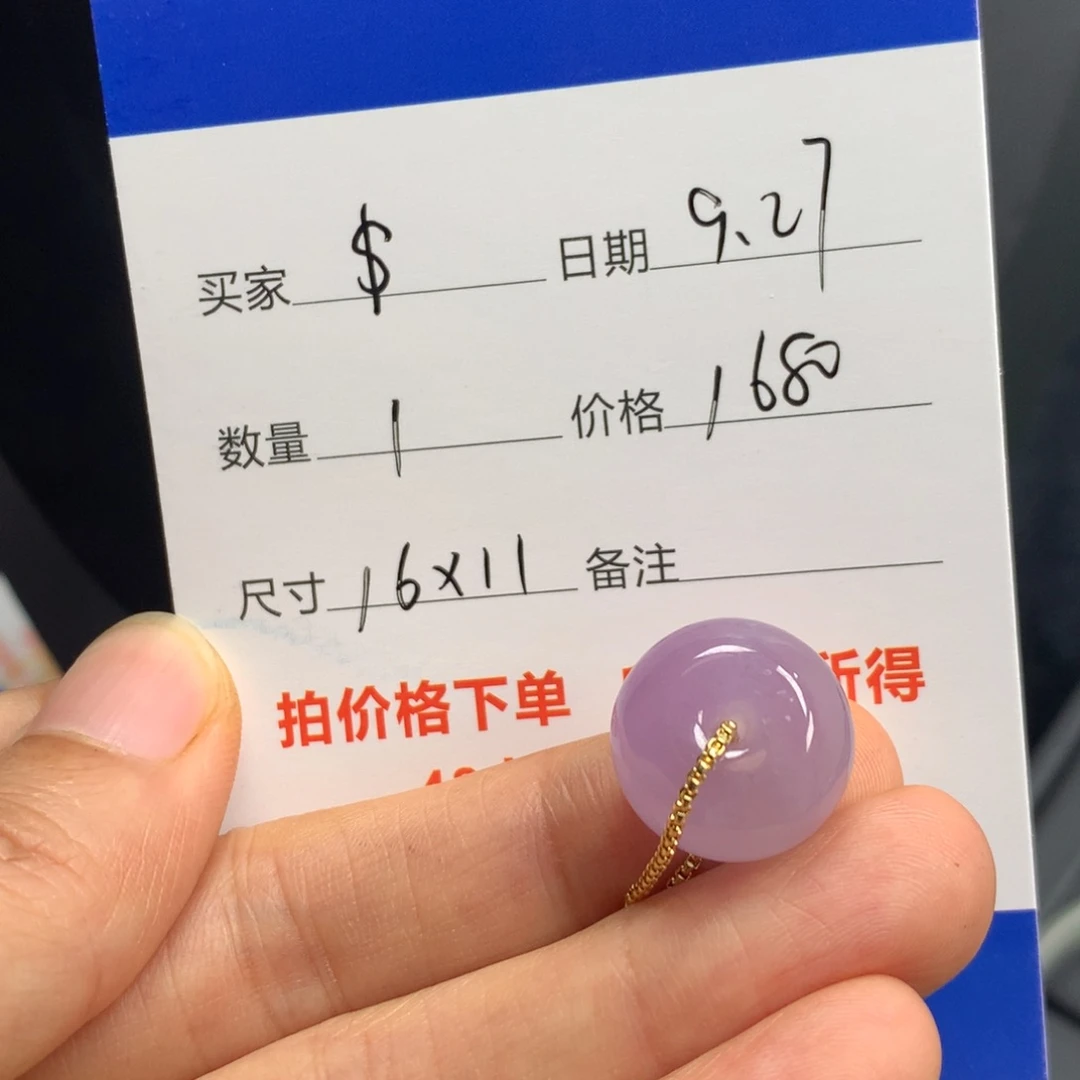 买家 $ 日期 9.27
数量 1 价格 1680
尺寸 16x11 备注
拍价格下单 所得